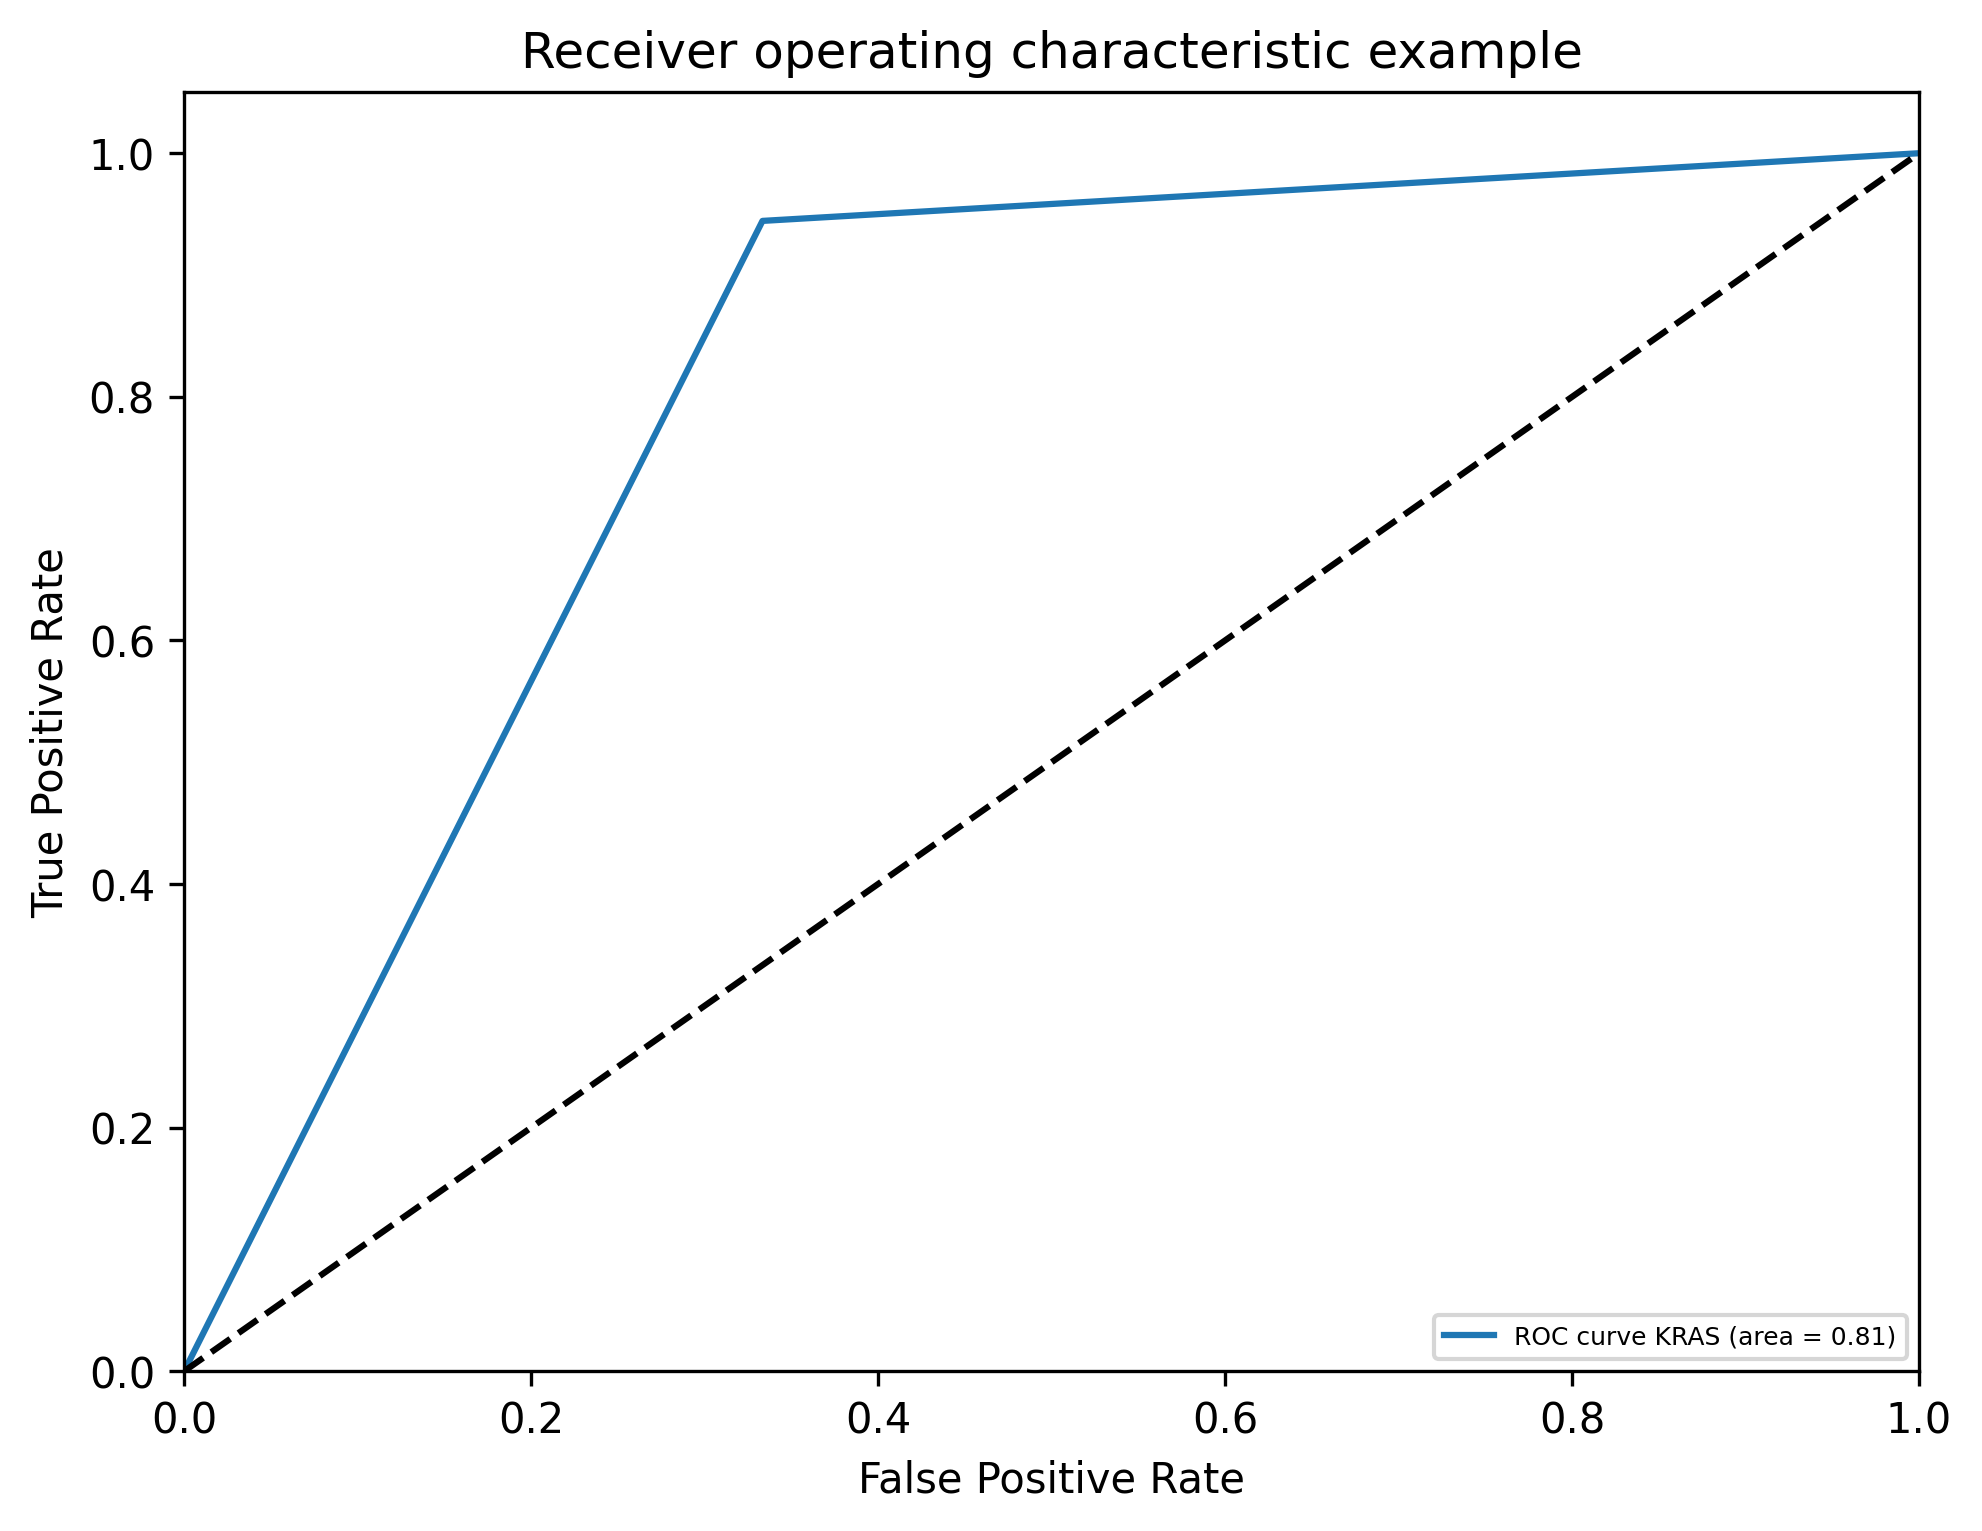 Receiver operating characteristic example
True Positive Rate
1.0
0.8
0.6
0.4
0.2
0.0
ROC curve KRAS (area = 0.81)
0.0 0.2 0.4 0.6 0.8 1.0
False Positive Rate